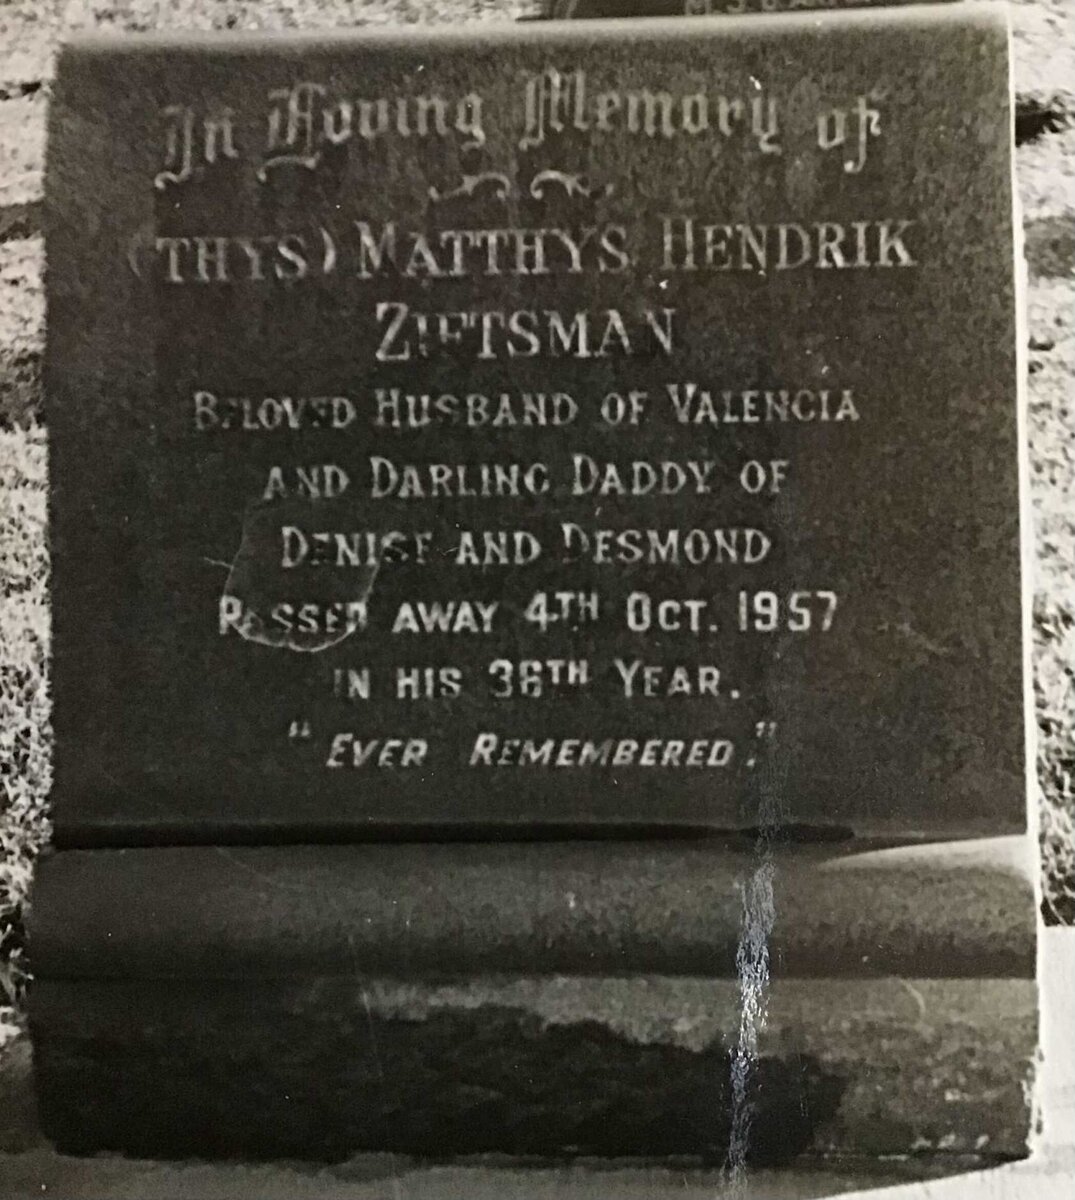 In Loving Memory of
(THYS) MATTHYS HENDRIK
ZIETSMAN
BELOVED HUSBAND OF VALENCIA
AND DARLING DADDY OF
DENISE AND DESMOND
PASSED AWAY 4TH OCT. 1957
IN HIS 36TH YEAR.
"EVER REMEMBERED."